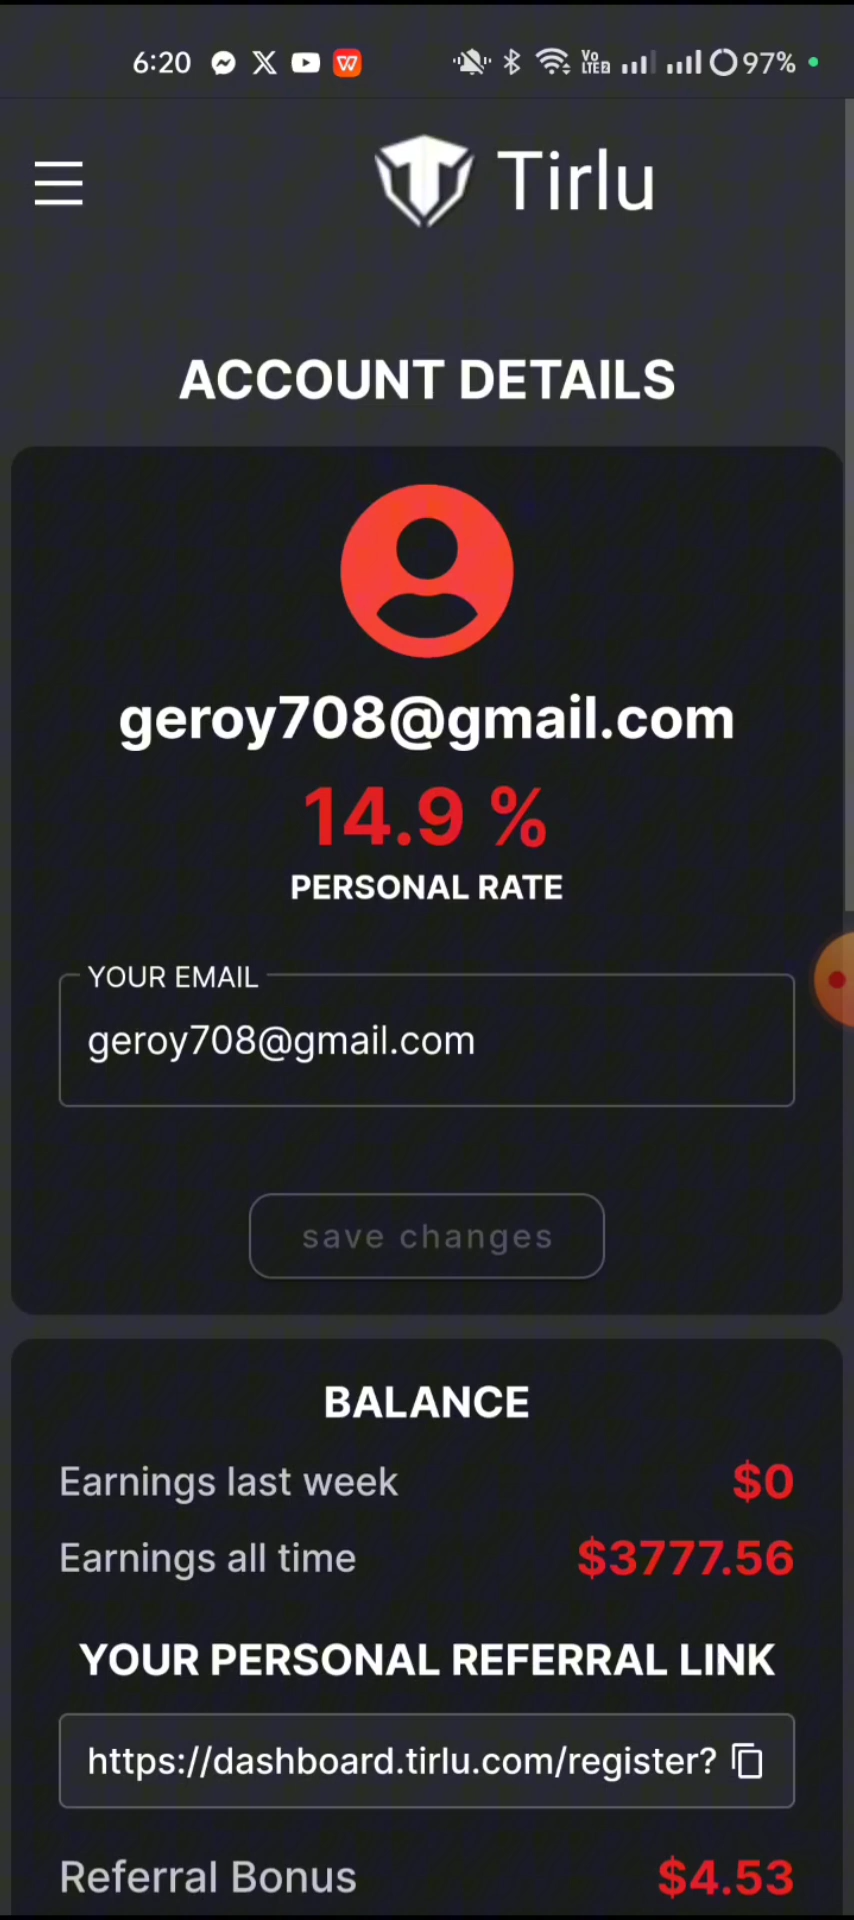 6:20 97%
Tirlu
ACCOUNT DETAILS
geroy708@gmail.com
14.9 %
PERSONAL RATE
YOUR EMAIL
geroy708@gmail.com
save changes
BALANCE
Earnings last week $0
Earnings all time $3777.56
YOUR PERSONAL REFERRAL LINK
https://dashboard.tirlu.com/register?
Referral Bonus $4.53